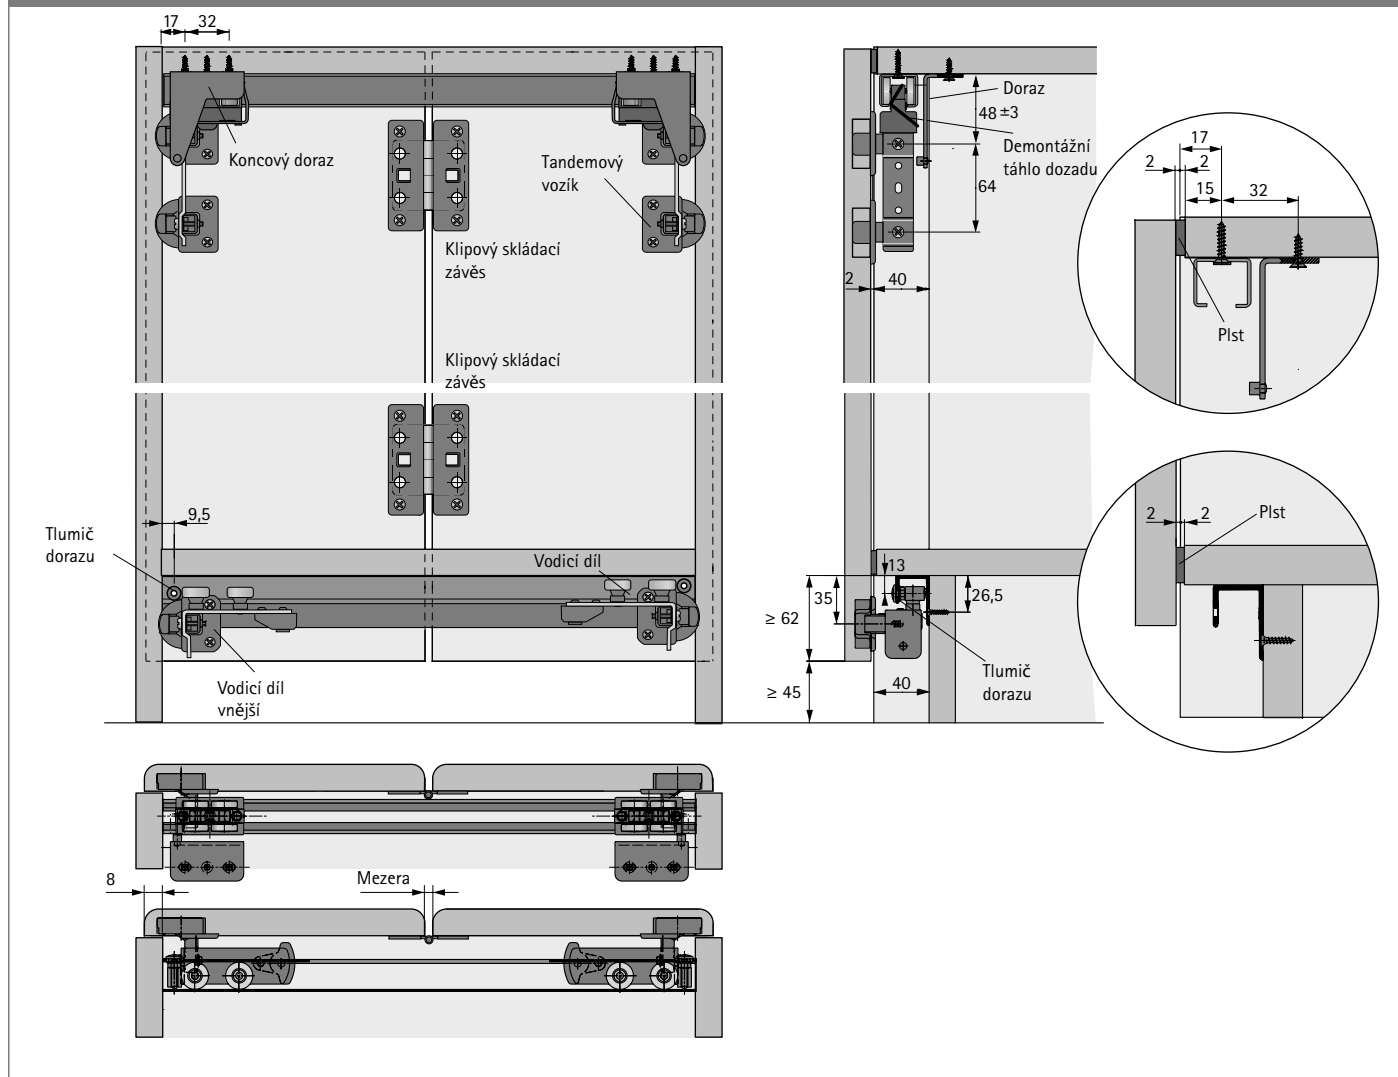 17
32
Koncový doraz
Tandemový
vozík
Klipový skládací
závěs
Klipový skládací
závěs
9,5
Tlumič
dorazu
Vodicí díl
Vodicí díl
vnější
Doraz
48 ±3
Demontážní
táhlo dozadu
64
2
40
13
35
26,5
≥ 62
≥ 45
40
Tlumič
dorazu
17
2
2
15
32
Plst
2
2
Plst
8
Mezera